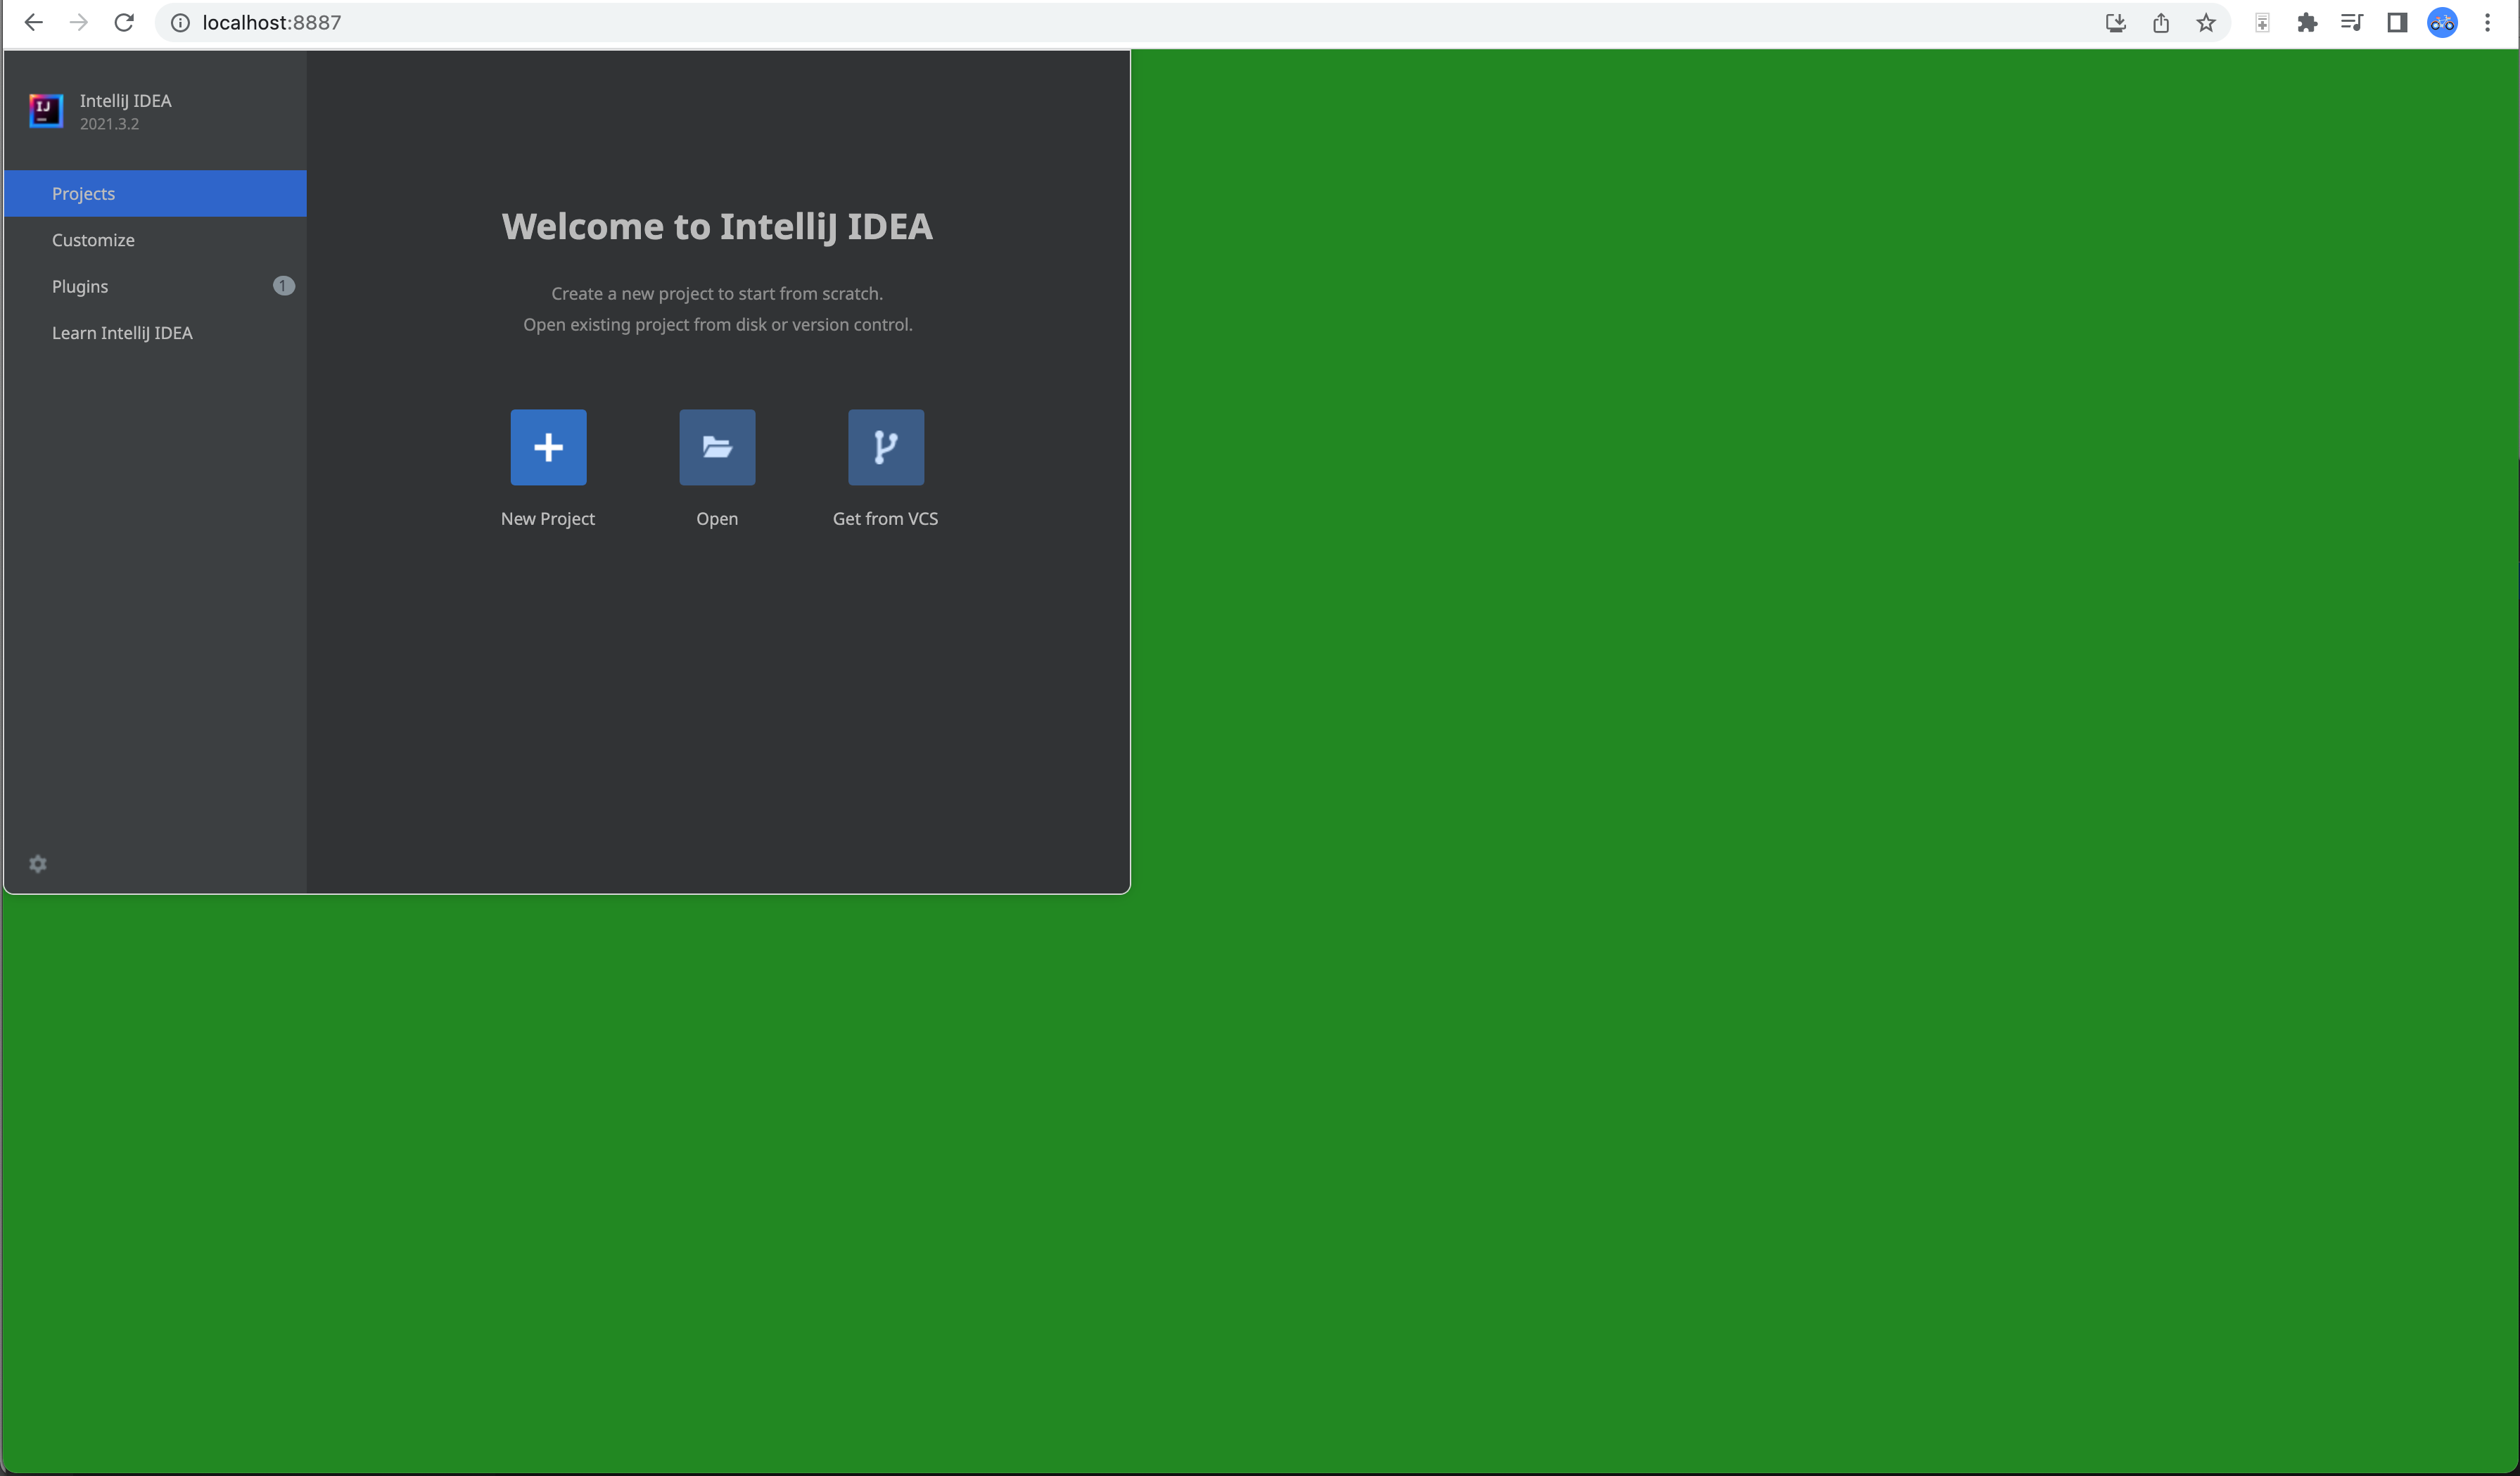 localhost:8887
IntelliJ IDEA
2021.3.2
Projects
Customize
Plugins 1
Learn IntelliJ IDEA
Welcome to IntelliJ IDEA
Create a new project to start from scratch.
Open existing project from disk or version control.
New Project Open Get from VCS
IJ